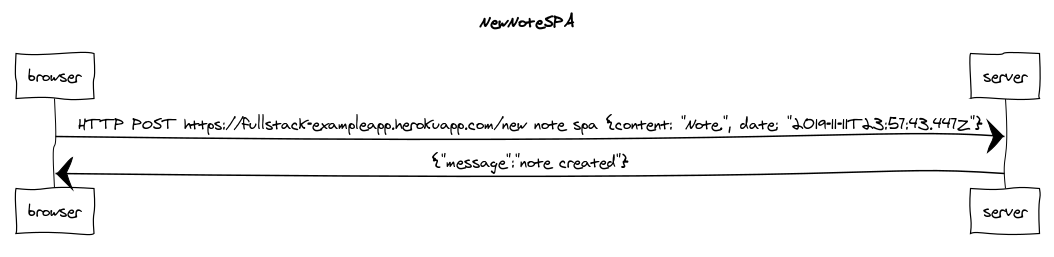 NewNoteSPA
browser
server
HTTP POST https://fullstack-exampleapp.herokuapp.com/new note spa {content: "Note", date: "2019-11-11T23:57:43.447Z"}
{"message":"note created"}
browser
server